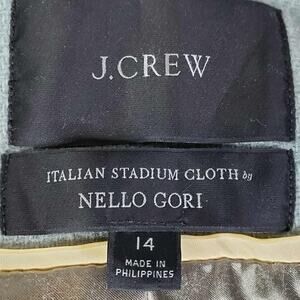 J.CREW
ITALIAN STADIUM CLOTH by
NELLO GORI
14
MADE IN
PHILIPPINES